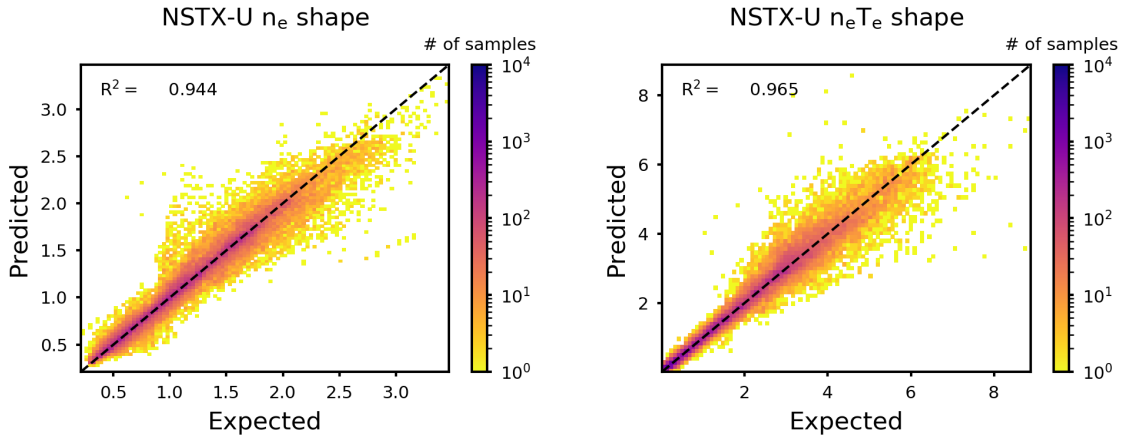 NSTX-U nₑ shape
# of samples
R² = 0.944
Predicted
3.0
2.5
2.0
1.5
1.0
0.5
0.5 1.0 1.5 2.0 2.5 3.0
Expected
10⁴
10³
10²
10¹
10⁰
NSTX-U nₑTₑ shape
# of samples
R² = 0.965
Predicted
8
6
4
2
2 4 6 8
Expected
10⁴
10³
10²
10¹
10⁰